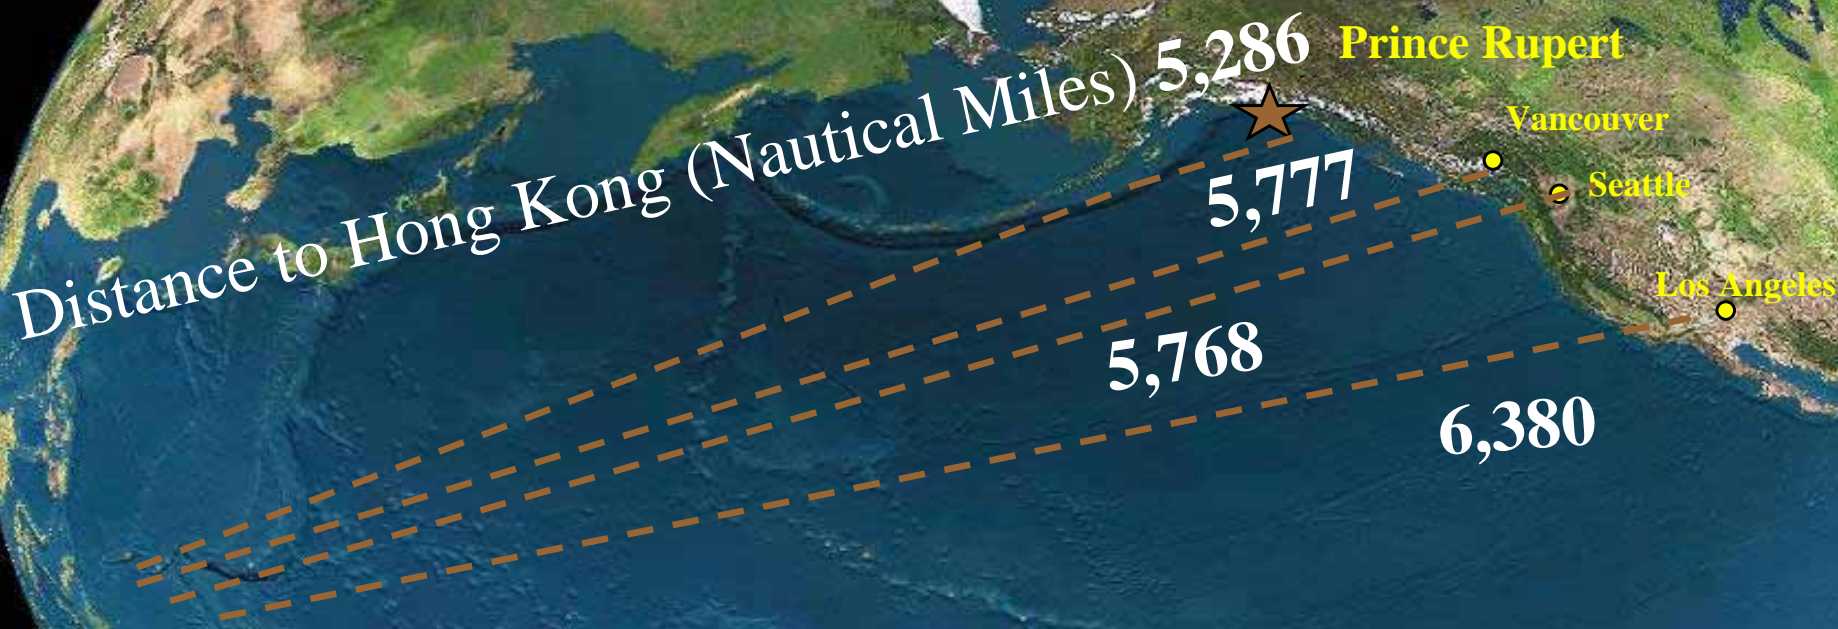 Distance to Hong Kong (Nautical Miles) 5,286
Prince Rupert
Vancouver
5,777
Seattle
Los Angeles
5,768
6,380